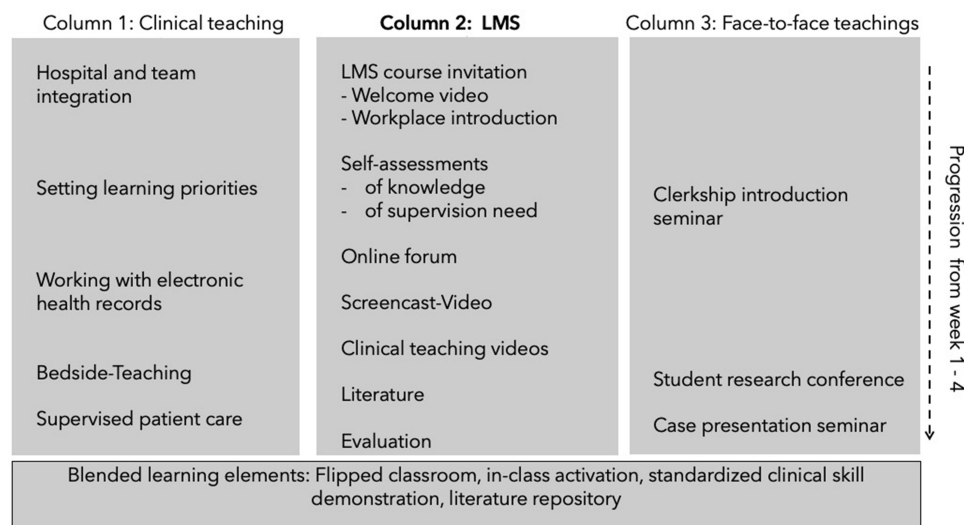 Column 1: Clinical teaching
Hospital and team
integration
Setting learning priorities
Working with electronic
health records
Bedside-Teaching
Supervised patient care
Column 2: LMS
LMS course invitation
- Welcome video
- Workplace introduction
Self-assessments
- of knowledge
- of supervision need
Online forum
Screencast-Video
Clinical teaching videos
Literature
Evaluation
Column 3: Face-to-face teachings
Clerkship introduction
seminar
Student research conference
Case presentation seminar
Progression from week 1 - 4
Blended learning elements: Flipped classroom, in-class activation, standardized clinical skill
demonstration, literature repository